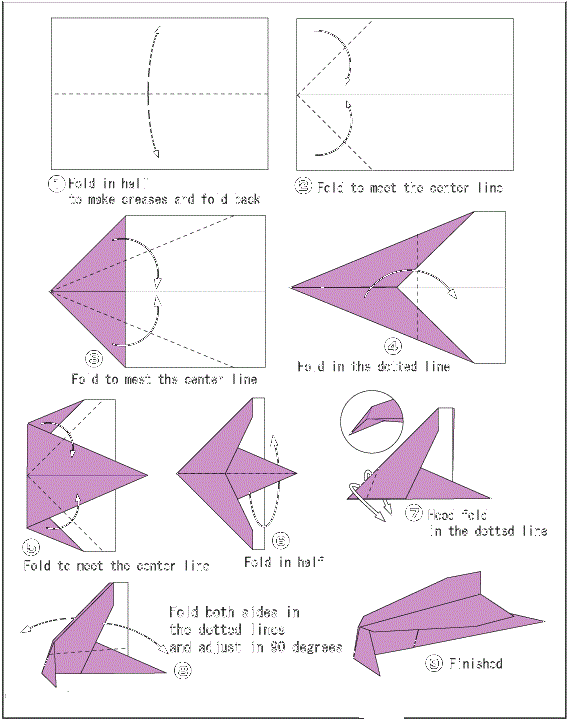 ① Fold in half
to make creases and fold back
② Fold to meet the center line
③
Fold to meet the center line
④
Fold in the dotted line
⑤
Fold to meet the center line
⑥
Fold in half
⑦ Head fold
in the dotted line
Fold both sides in
the dotted lines
and adjust in 90 degrees
⑧
⑨ Finished